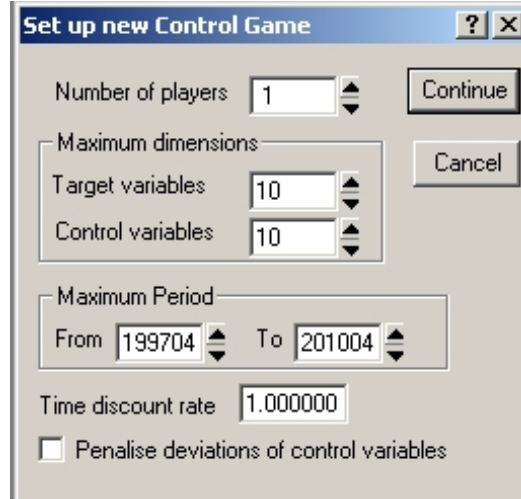 Set up new Control Game ? X
Number of players 1 Continue
Maximum dimensions
Cancel
Target variables 10
Control variables 10
Maximum Period
From 199704 To 201004
Time discount rate 1.000000
Penalise deviations of control variables